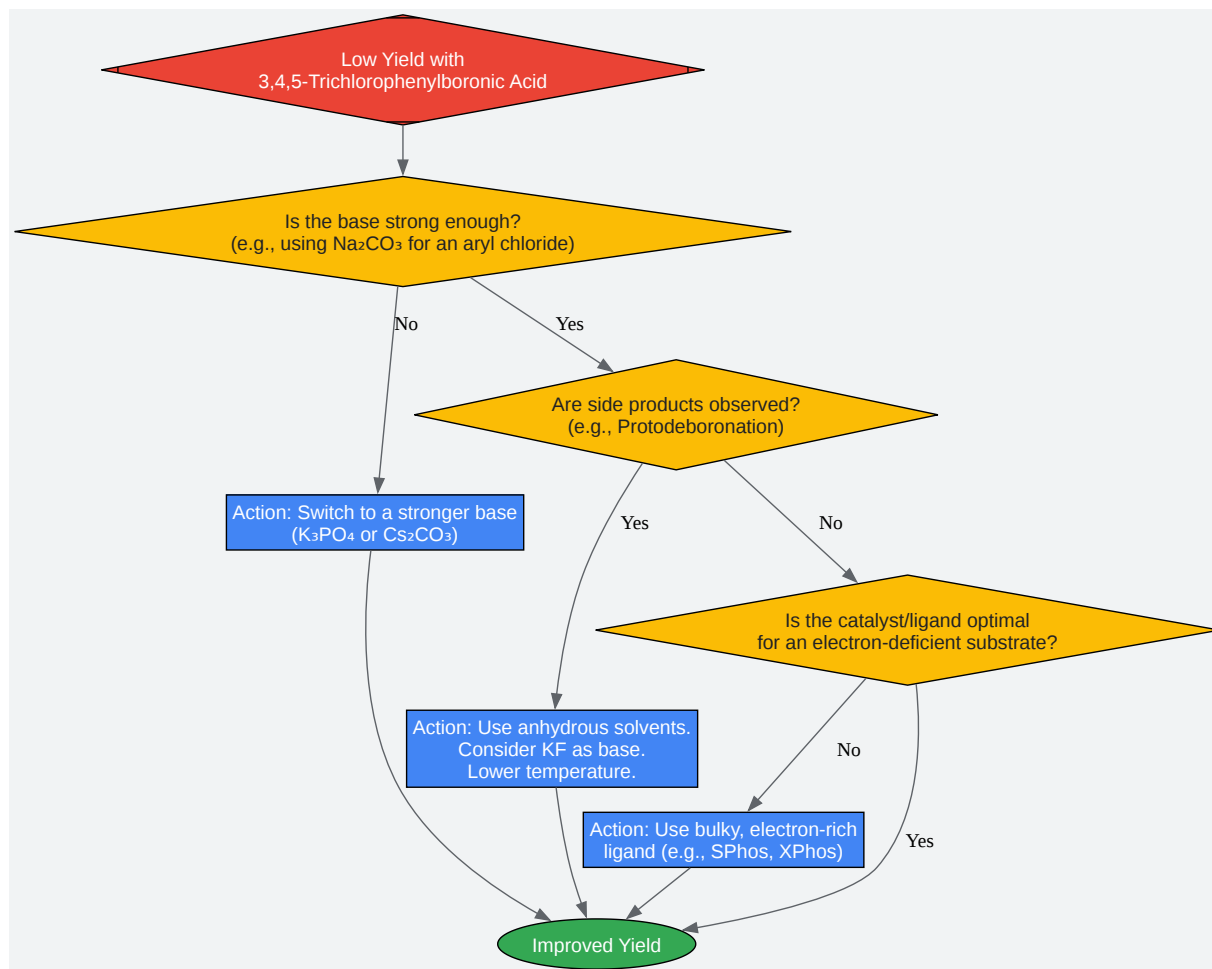 Low Yield with
3,4,5-Trichlorophenylboronic Acid
Is the base strong enough?
(e.g., using Na₂CO₃ for an aryl chloride)
No
Yes
Are side products observed?
(e.g., Protodeboronation)
Action: Switch to a stronger base
(K₃PO₄ or Cs₂CO₃)
Yes
No
Is the catalyst/ligand optimal
for an electron-deficient substrate?
Action: Use anhydrous solvents.
Consider KF as base.
Lower temperature.
No
Action: Use bulky, electron-rich
ligand (e.g., SPhos, XPhos)
Yes
Improved Yield